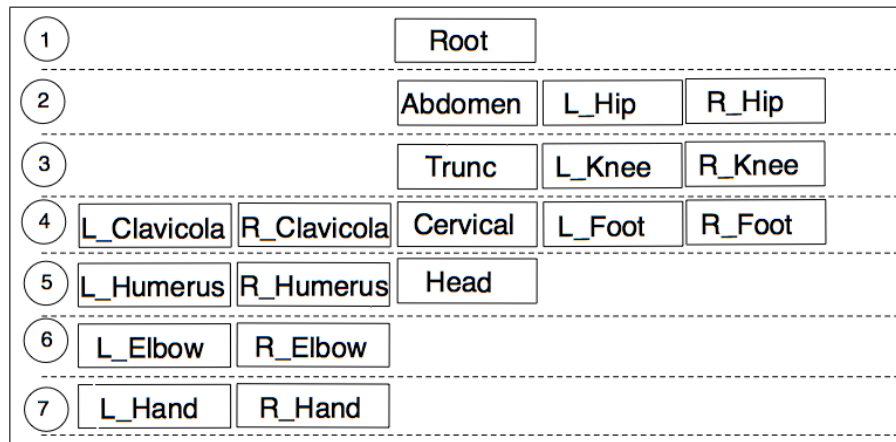 1 Root
2 Abdomen L_Hip R_Hip
3 Trunc L_Knee R_Knee
4 L_Clavicola R_Clavicola Cervical L_Foot R_Foot
5 L_Humerus R_Humerus Head
6 L_Elbow R_Elbow
7 L_Hand R_Hand